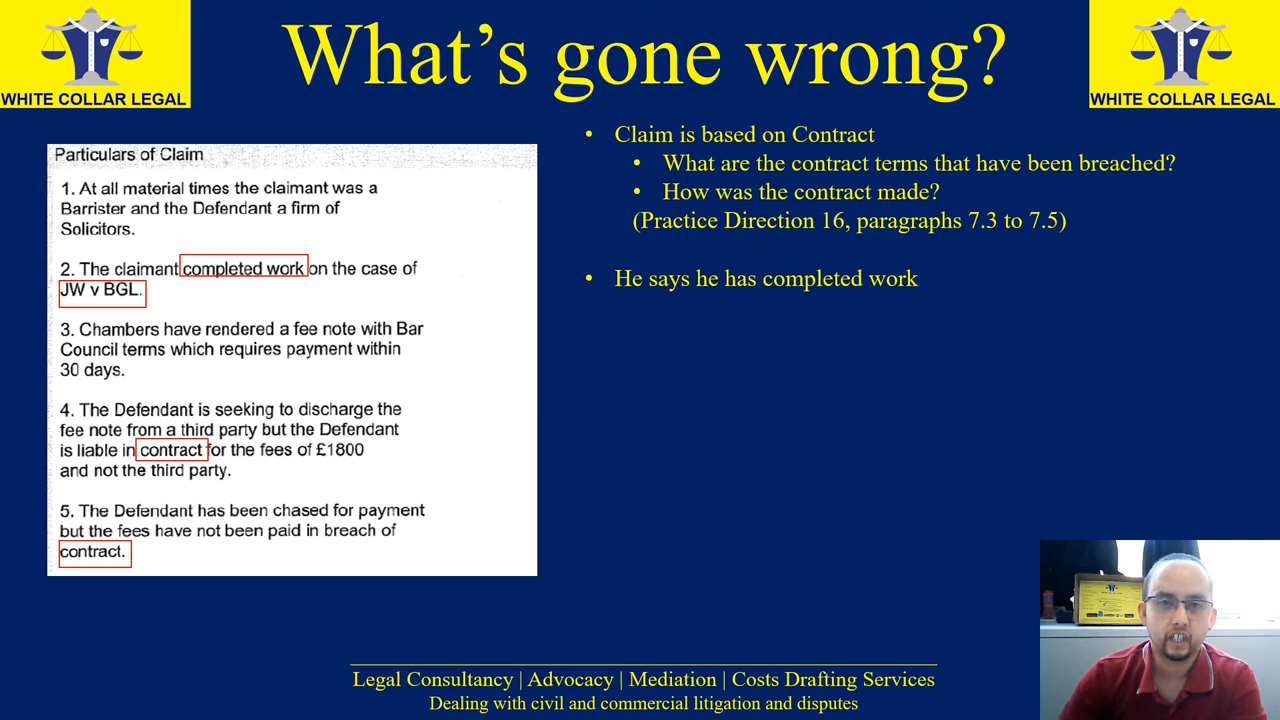 What's gone wrong?
WHITE COLLAR LEGAL
WHITE COLLAR LEGAL
Particulars of Claim
1. At all material times the claimant was a
Barrister and the Defendant a firm of
Solicitors.
2. The claimant completed work on the case of
JW v BGL.
3. Chambers have rendered a fee note with Bar
Council terms which requires payment within
30 days.
4. The Defendant is seeking to discharge the
fee note from a third party but the Defendant
is liable in contract for the fees of £1800
and not the third party.
5. The Defendant has been chased for payment
but the fees have not been paid in breach of
contract.
• Claim is based on Contract
• What are the contract terms that have been breached?
• How was the contract made?
(Practice Direction 16, paragraphs 7.3 to 7.5)
• He says he has completed work
Legal Consultancy | Advocacy | Mediation | Costs Drafting Services
Dealing with civil and commercial litigation and disputes